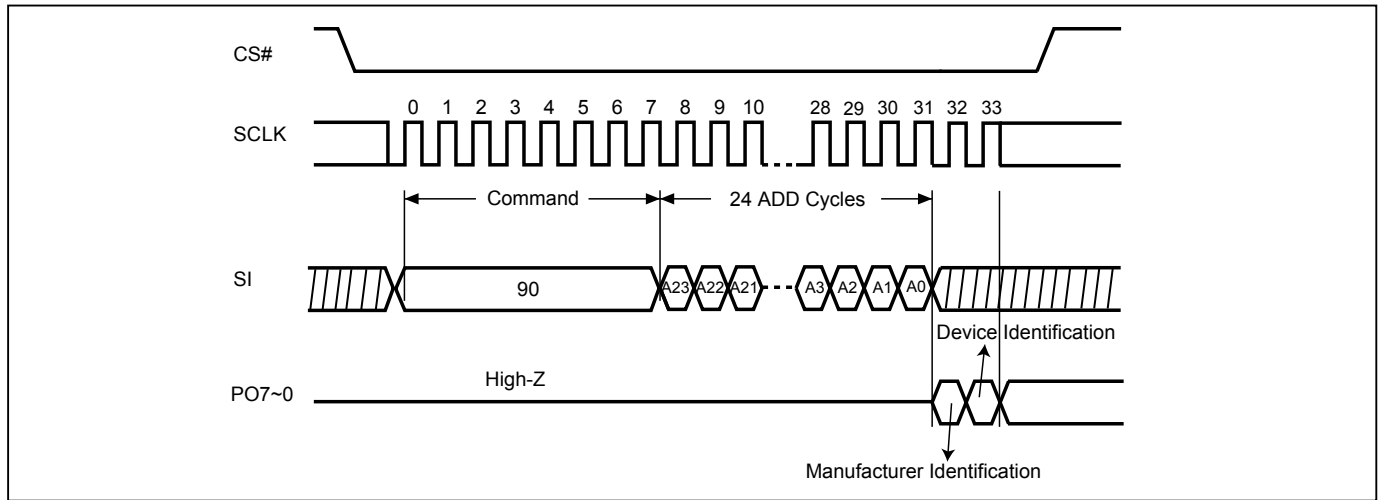 CS#
0 1 2 3 4 5 6 7 8 9 10 28 29 30 31 32 33
SCLK
Command
24 ADD Cycles
SI
90
A23 A22 A21 A3 A2 A1 A0
Device Identification
High-Z
PO7~0
Manufacturer Identification